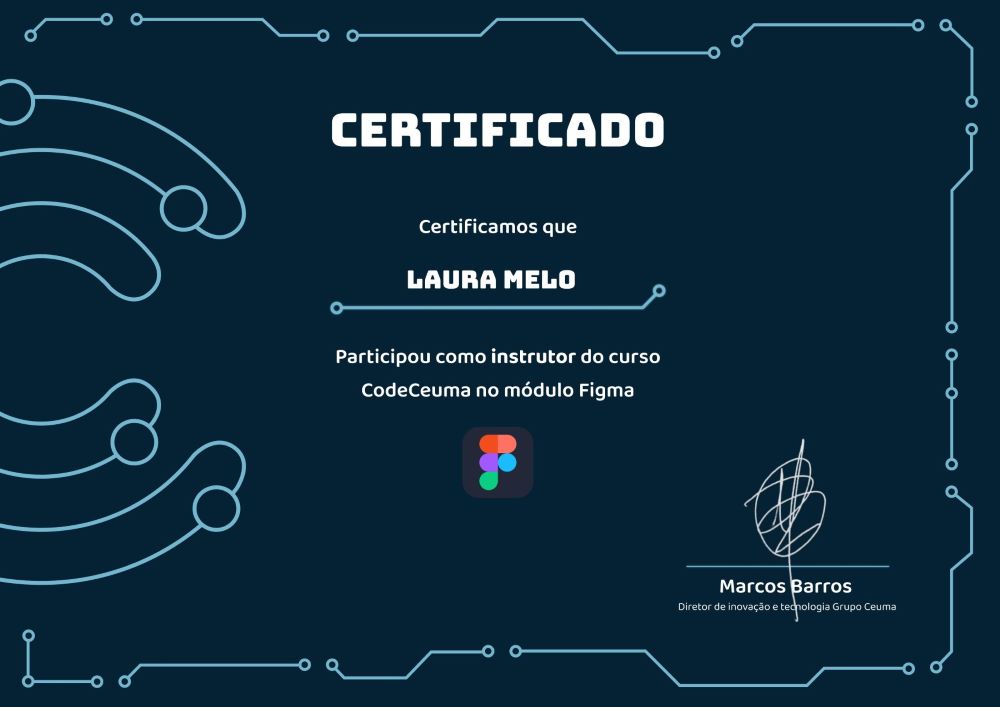 CERTIFICADO
Certificamos que
LAURA MELO
Participou como instrutor do curso
CodeCeuma no módulo Figma
Marcos Barros
Diretor de inovação e tecnologia Grupo Ceuma